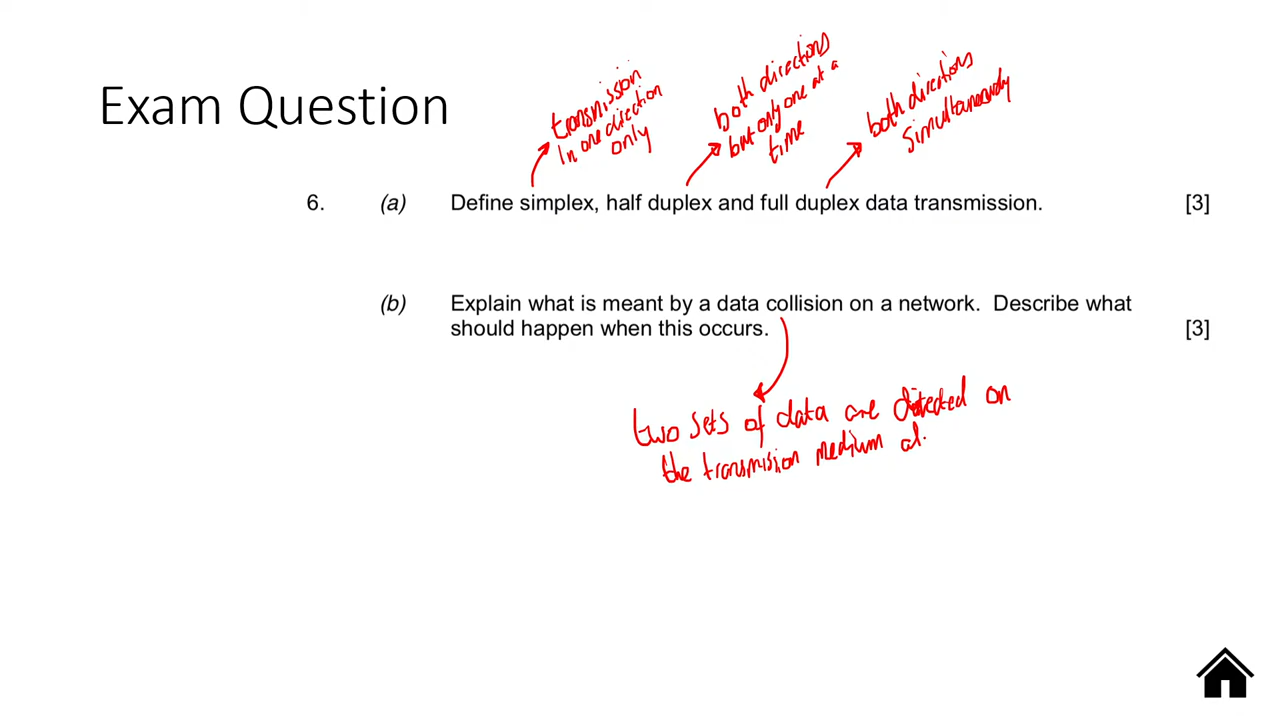 transmission
In one direction
only
both directions
but only one at a
time
both directions
simultaneously
Exam Question
6. (a) Define simplex, half duplex and full duplex data transmission. [3]
(b) Explain what is meant by a data collision on a network. Describe what
should happen when this occurs. [3]
two sets of data are detected on
the transmision medium